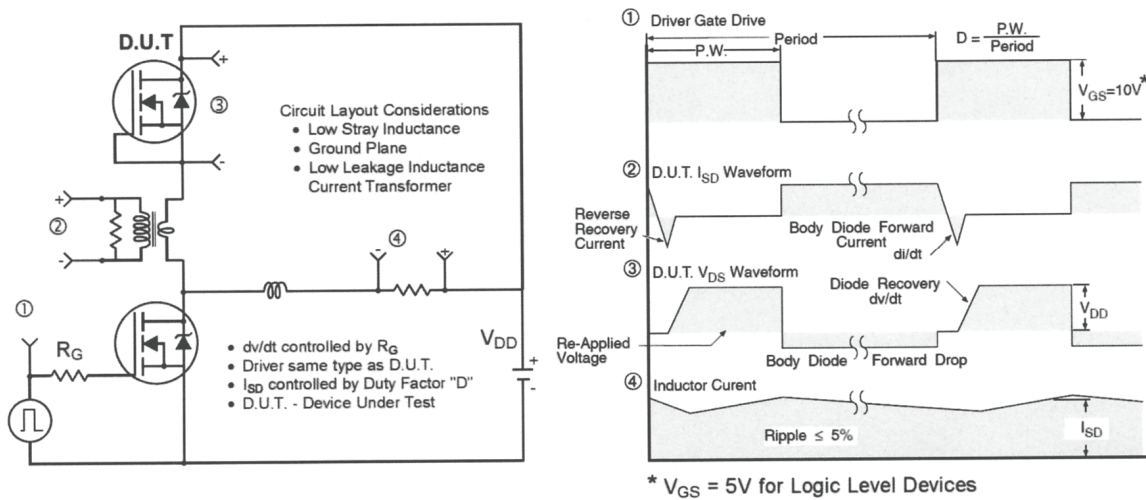 D.U.T
+
③
-
Circuit Layout Considerations
• Low Stray Inductance
• Ground Plane
• Low Leakage Inductance
Current Transformer
+
②
-
④
-
+
①
R_G
• dv/dt controlled by R_G
• Driver same type as D.U.T.
• I_SD controlled by Duty Factor "D"
• D.U.T. - Device Under Test
V_DD
+
-
① Driver Gate Drive
P.W.
Period
D = P.W. / Period
V_GS=10V*
② D.U.T. I_SD Waveform
Reverse
Recovery
Current
Body Diode Forward
Current
di/dt
③ D.U.T. V_DS Waveform
Diode Recovery
dv/dt
V_DD
Re-Applied
Voltage
Body Diode Forward Drop
④ Inductor Curent
Ripple ≤ 5%
I_SD
* V_GS = 5V for Logic Level Devices